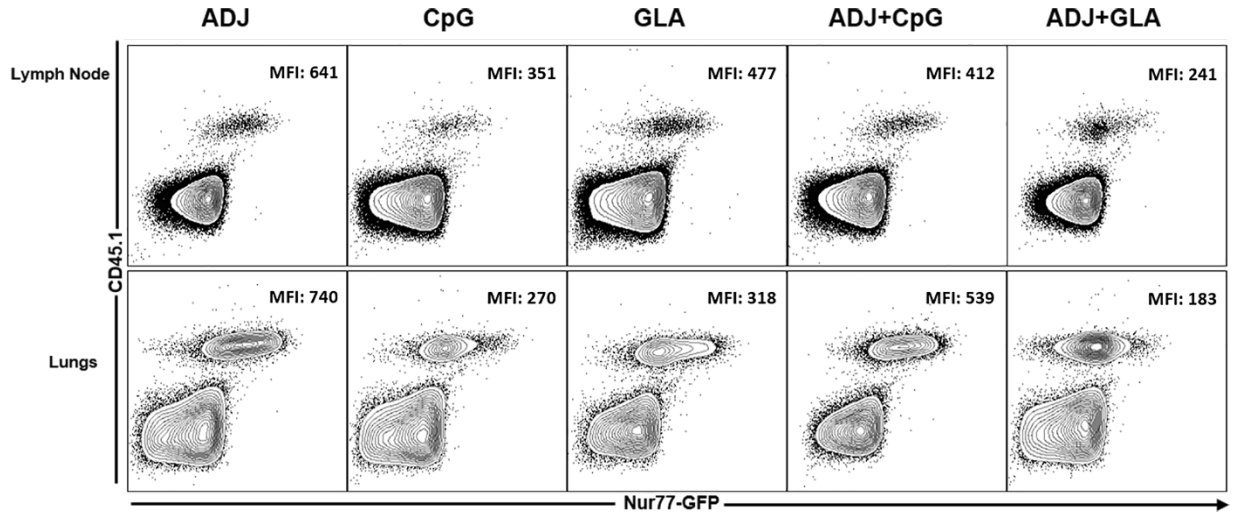 ADJ CpG GLA ADJ+CpG ADJ+GLA
Lymph Node MFI: 641 MFI: 351 MFI: 477 MFI: 412 MFI: 241
CD45.1
Lungs MFI: 740 MFI: 270 MFI: 318 MFI: 539 MFI: 183
Nur77-GFP